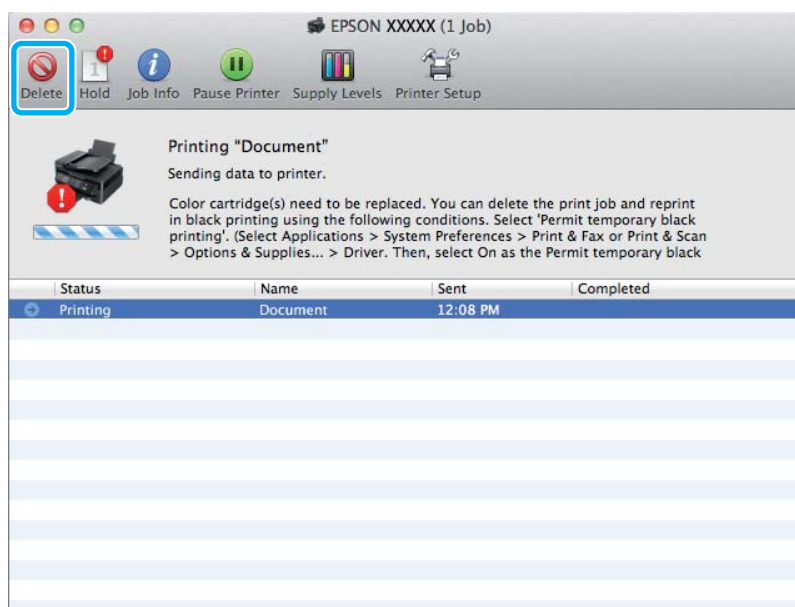 EPSON XXXXX (1 Job)
1
Delete Hold Job Info Pause Printer Supply Levels Printer Setup
Printing "Document"
Sending data to printer.
Color cartridge(s) need to be replaced. You can delete the print job and reprint
in black printing using the following conditions. Select 'Permit temporary black
printing'. (Select Applications > System Preferences > Print & Fax or Print & Scan
> Options & Supplies... > Driver. Then, select On as the Permit temporary black
Status Name Sent Completed
Printing Document 12:08 PM